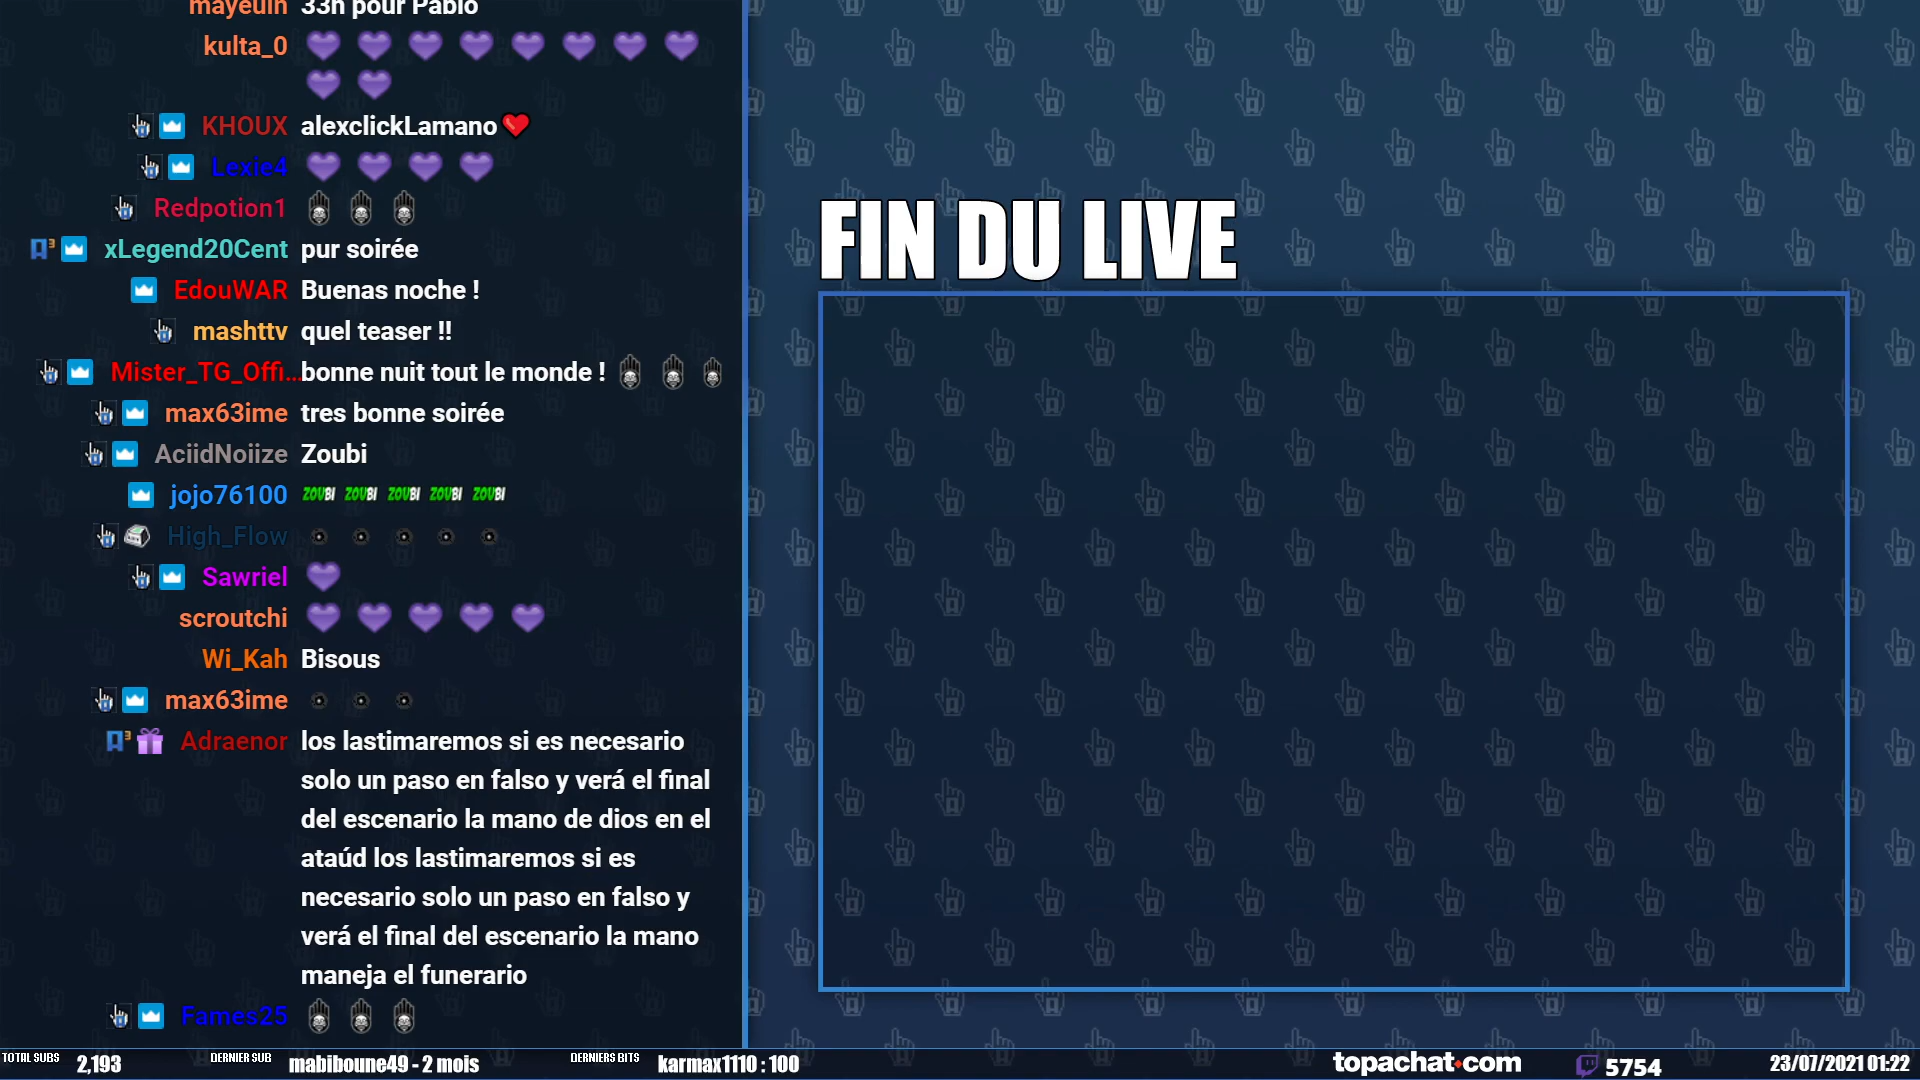 mayeuln 33h pour Pablo
kulta_0
KHOUX alexclickLamano
Lexie4
Redpotion1
xLegend20Cent pur soirée
EdouWAR Buenas noche !
mashttv quel teaser !!
Mister_TG_Offi... bonne nuit tout le monde !
max63ime tres bonne soirée
AciidNoiize Zoubi
jojo76100 ZOUBI ZOUBI ZOUBI ZOUBI ZOUBI
High_Flow
Sawriel
scroutchi
Wi_Kah Bisous
max63ime
Adraenor los lastimaremos si es necesario
solo un paso en falso y verá el final
del escenario la mano de dios en el
ataúd los lastimaremos si es
necesario solo un paso en falso y
verá el final del escenario la mano
maneja el funerario
Fames25
FIN DU LIVE
TOTAL SUBS 2,193 DERNIER SUB mabiboune49 - 2 mois DERNIERS BITS karmax1110 : 100 topachat.com 5754 23/07/2021 01:22